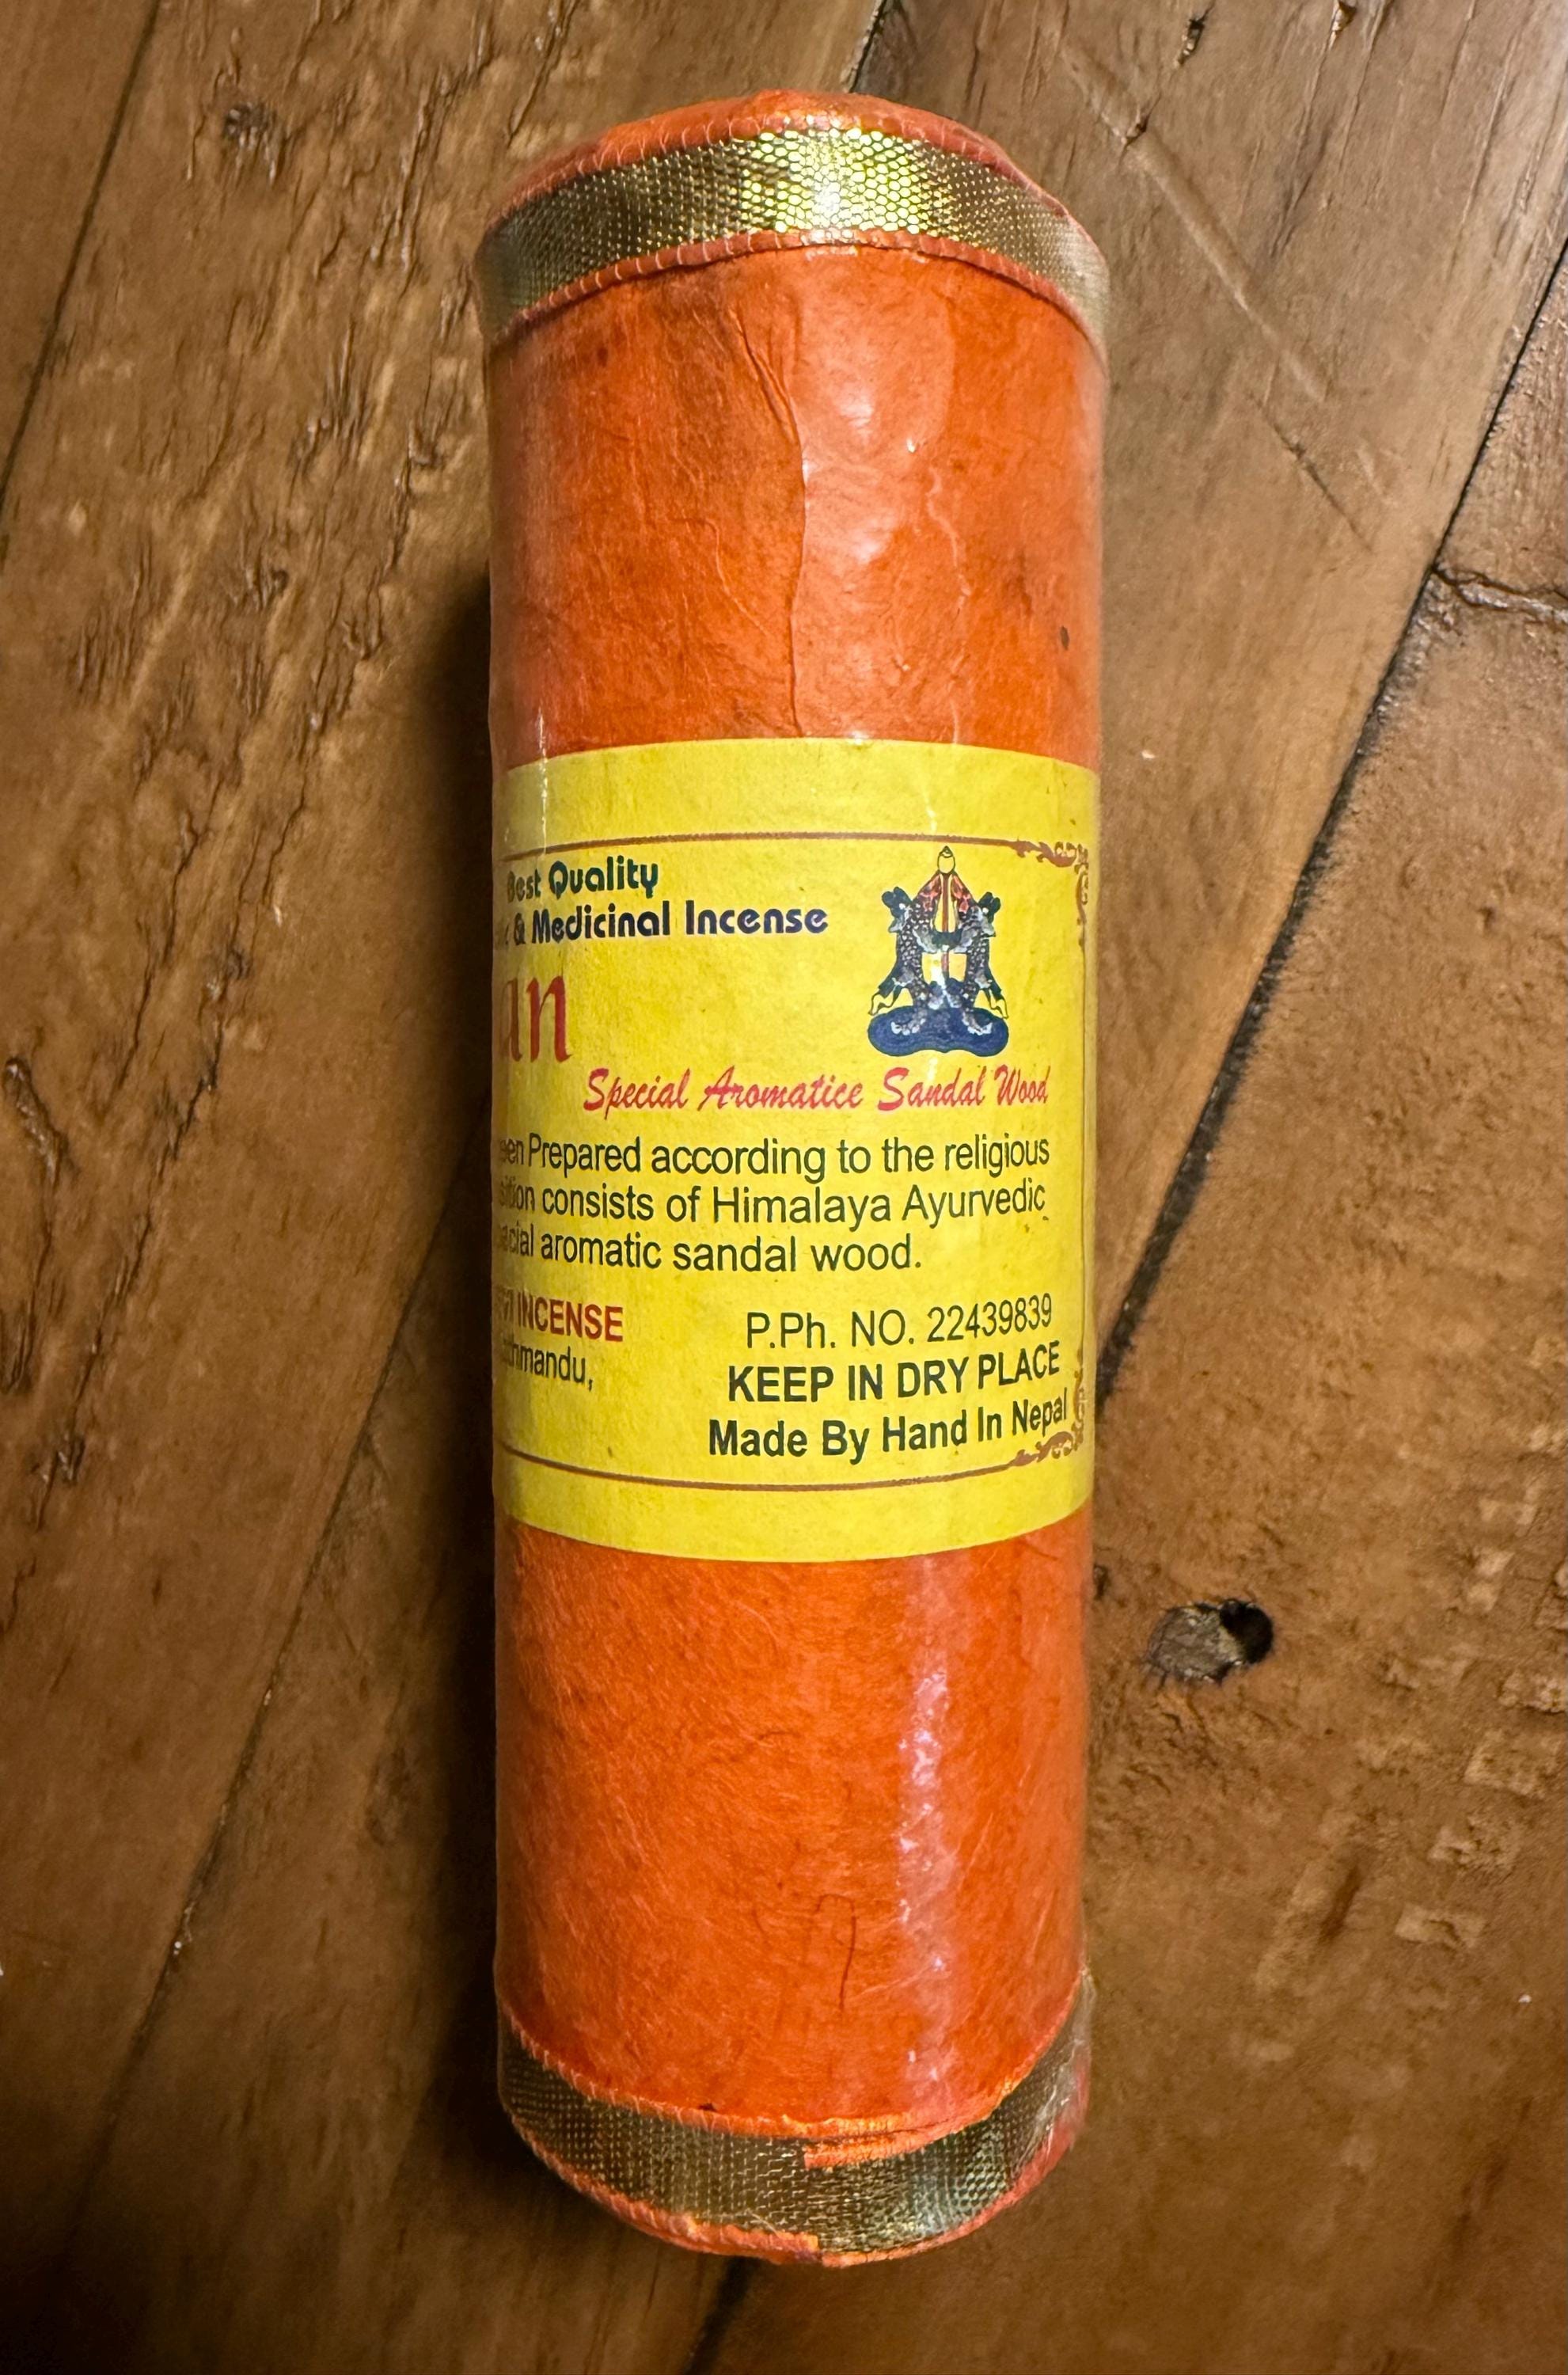 Best Quality
& Medicinal Incense
Special Aromatice Sandal Wood
Prepared according to the religious
consists of Himalaya Ayurvedic
aromatic sandal wood.
INCENSE
P.Ph. NO. 22439839
KEEP IN DRY PLACE
Made By Hand In Nepal